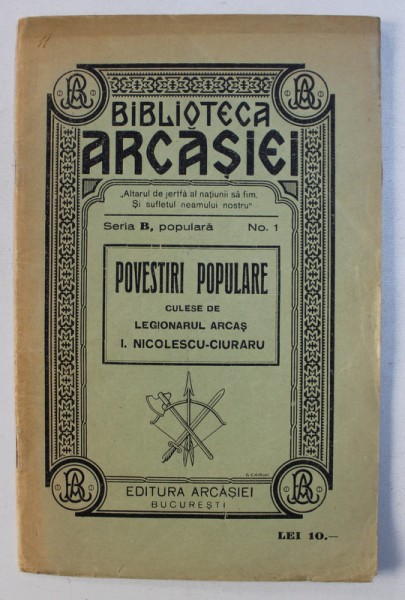 BIBLIOTECA
ARCAȘIEI
„Altarul de jertfă al națiunii să fim,
Și sufletul neamului nostru"
Seria B, populară No. 1
POVESTIRI POPULARE
CULESE DE
LEGIONARUL ARCAȘ
I. NICOLESCU-CIURARU
EDITURA ARCAȘIEI
BUCUREȘTI
LEI 10.—